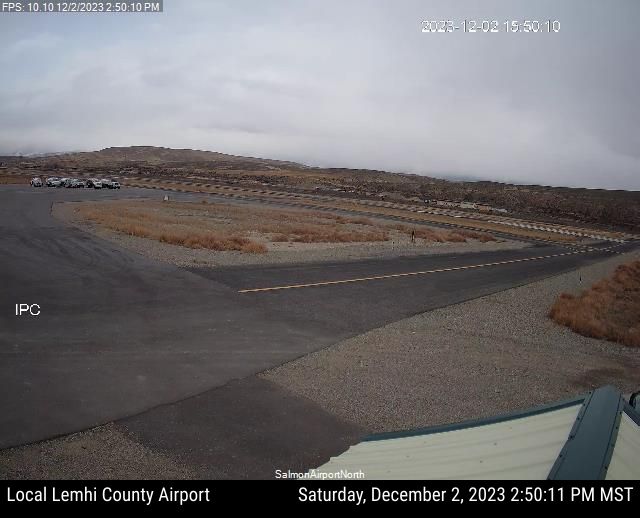 FPS: 10.10 12/2/2023 2:50:10 PM
2023-12-02 15:50:10
IPC
SalmonAirportNorth
Local Lemhi County Airport
Saturday, December 2, 2023 2:50:11 PM MST